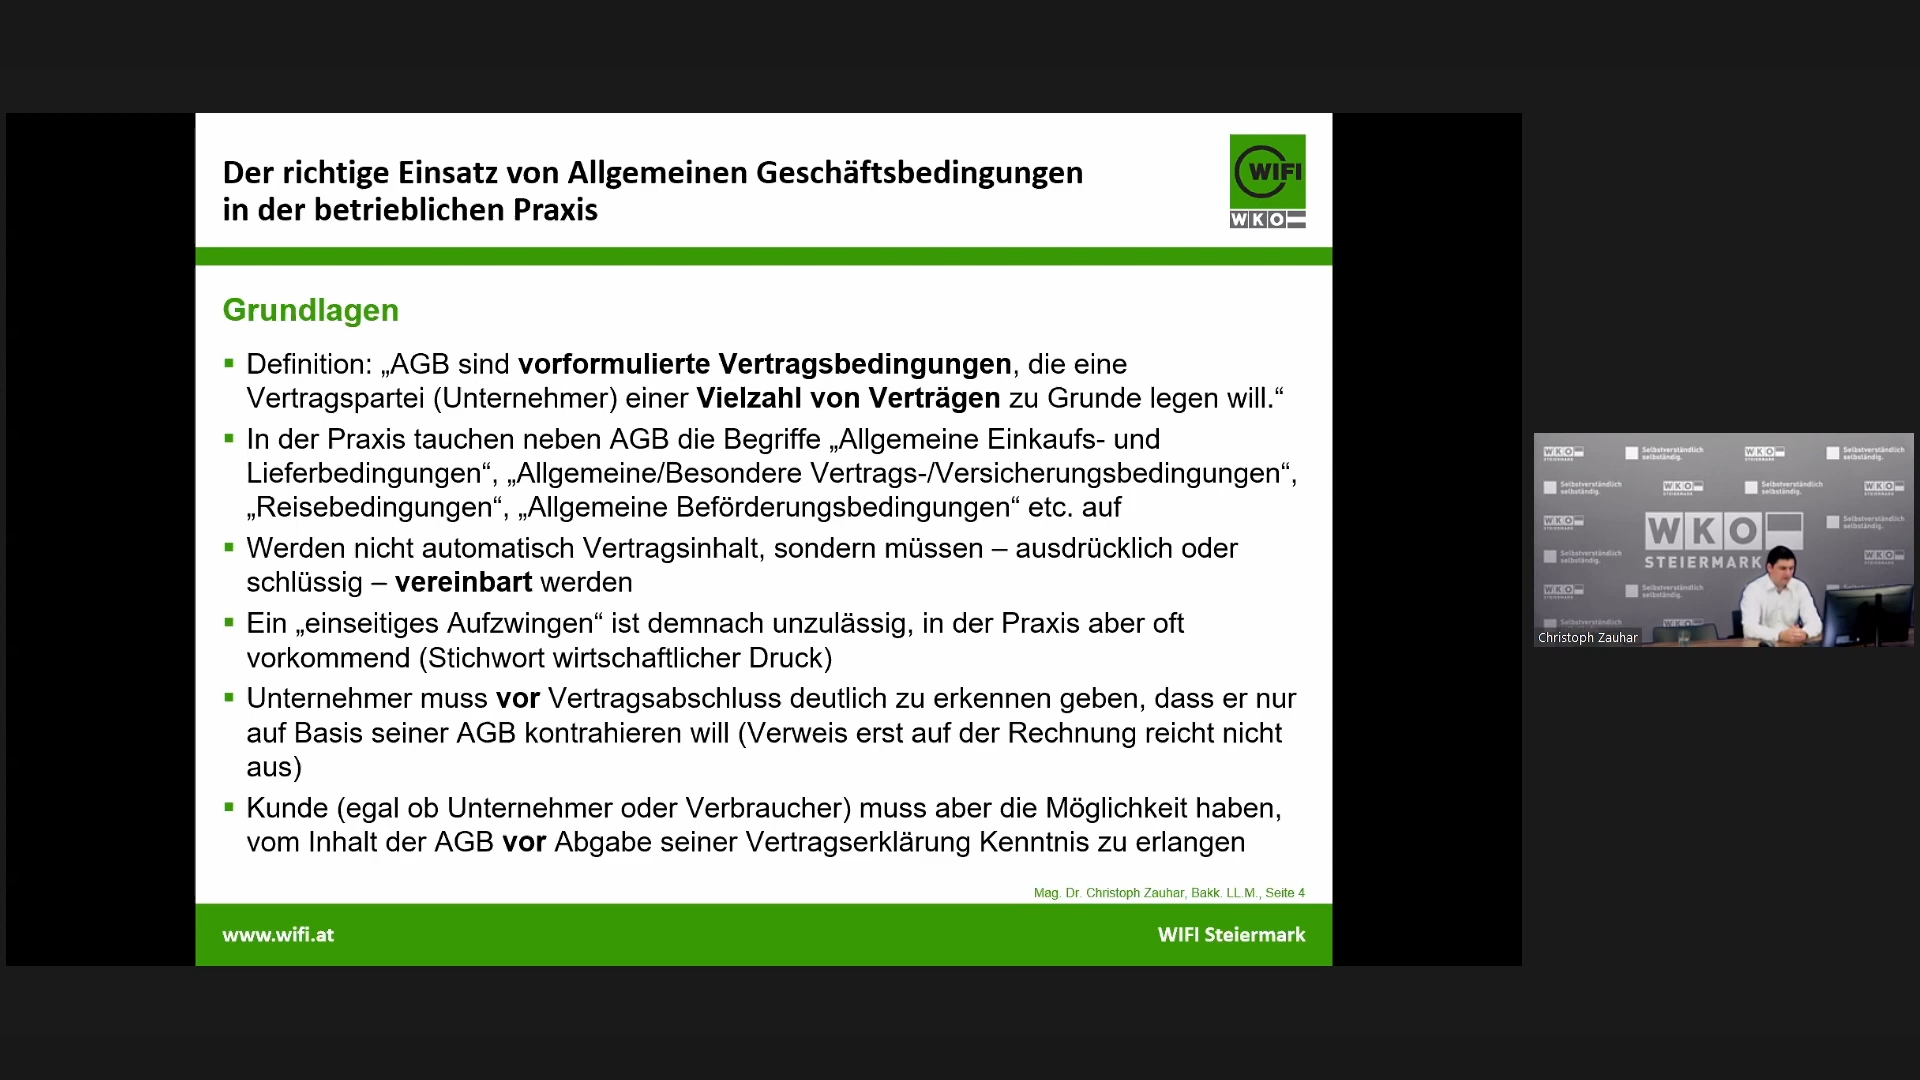 Der richtige Einsatz von Allgemeinen Geschäftsbedingungen
in der betrieblichen Praxis
WIFI
WKO
Grundlagen
Definition: „AGB sind vorformulierte Vertragsbedingungen, die eine
Vertragspartei (Unternehmer) einer Vielzahl von Verträgen zu Grunde legen will.“
In der Praxis tauchen neben AGB die Begriffe „Allgemeine Einkaufs- und
Lieferbedingungen“, „Allgemeine/Besondere Vertrags-/Versicherungsbedingungen“,
„Reisebedingungen“, „Allgemeine Beförderungsbedingungen“ etc. auf
Werden nicht automatisch Vertragsinhalt, sondern müssen – ausdrücklich oder
schlüssig – vereinbart werden
Ein „einseitiges Aufzwingen“ ist demnach unzulässig, in der Praxis aber oft
vorkommend (Stichwort wirtschaftlicher Druck)
Unternehmer muss vor Vertragsabschluss deutlich zu erkennen geben, dass er nur
auf Basis seiner AGB kontrahieren will (Verweis erst auf der Rechnung reicht nicht
aus)
Kunde (egal ob Unternehmer oder Verbraucher) muss aber die Möglichkeit haben,
vom Inhalt der AGB vor Abgabe seiner Vertragserklärung Kenntnis zu erlangen
Mag. Dr. Christoph Zauhar, Bakk. LL.M., Seite 4
www.wifi.at
WIFI Steiermark
WKO
STEIERMARK
Selbstverständlich
selbständig.
Christoph Zauhar